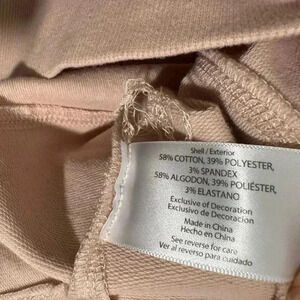 Shell / Exterior
58% COTTON, 39% POLYESTER,
3% SPANDEX
58% ALGODON, 39% POLIÉSTER,
3% ELASTANO
Exclusive of Decoration
Exclusivo de Decoración
Made in China
Hecho en China
See reverse for care
Ver al reverso para cuidado